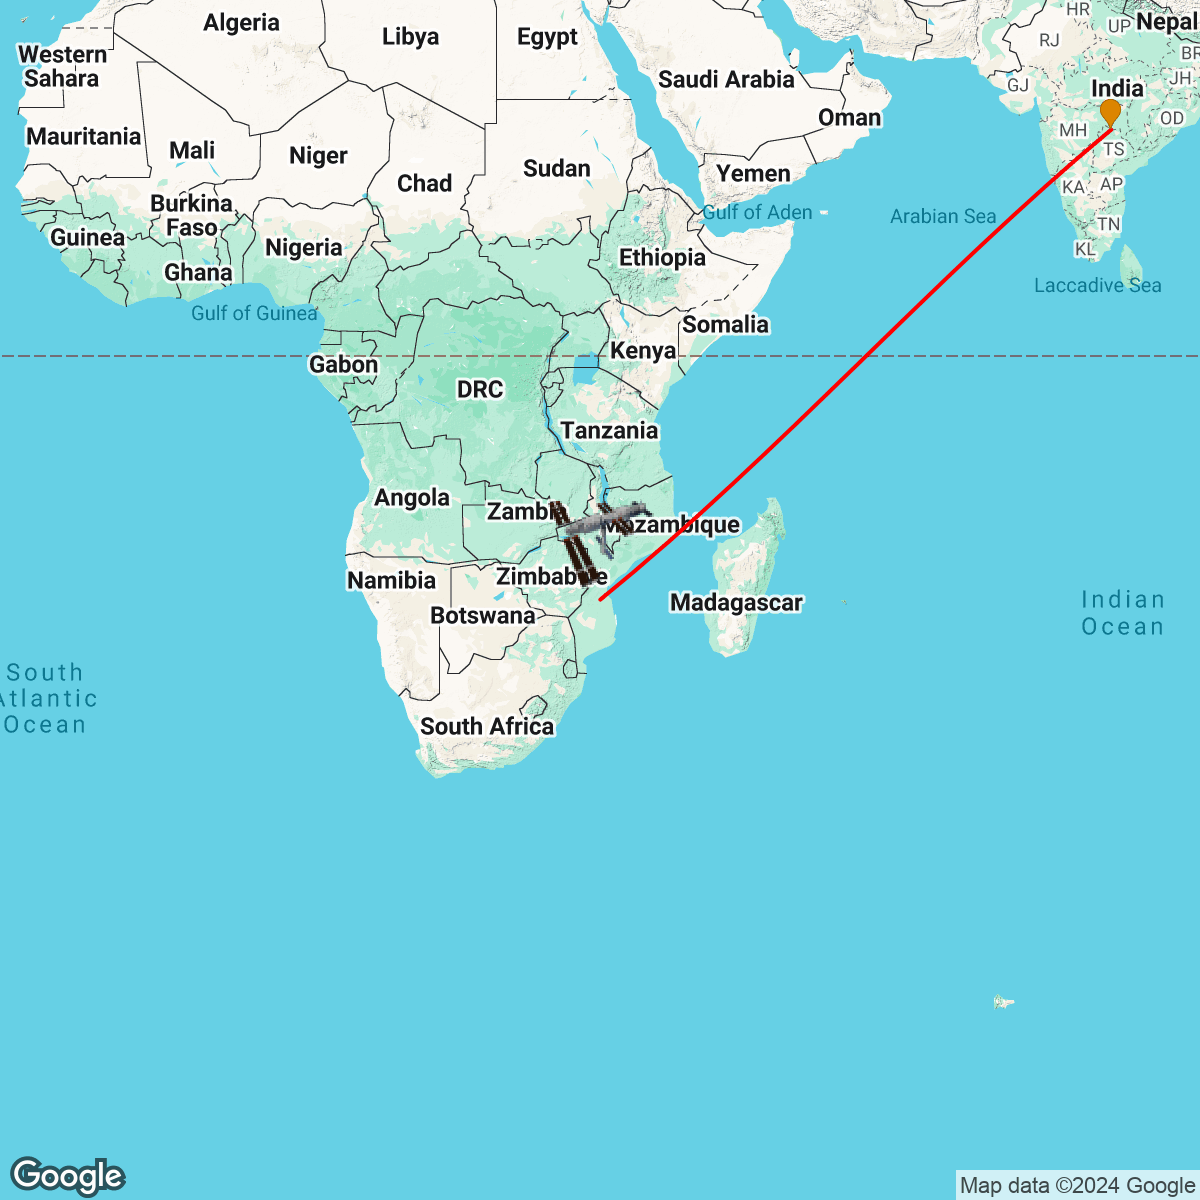 Algeria
Libya
Egypt
HR
UP
Nepal
RJ
BR
Western
Sahara
Saudi Arabia
GJ
India
JH
Mauritania
Mali
Niger
Chad
Sudan
Oman
MH
OD
TS
Yemen
Burkina
Faso
KA
AP
Gulf of Aden
Arabian Sea
TN
Guinea
Nigeria
Ethiopia
KL
Ghana
Laccadive Sea
Gulf of Guinea
Somalia
Kenya
Gabon
DRC
Tanzania
Angola
Zambia
Mozambique
Namibia
Zimbabwe
Botswana
Madagascar
Indian
Ocean
South
Atlantic
Ocean
South Africa
Google
Map data ©2024 Google